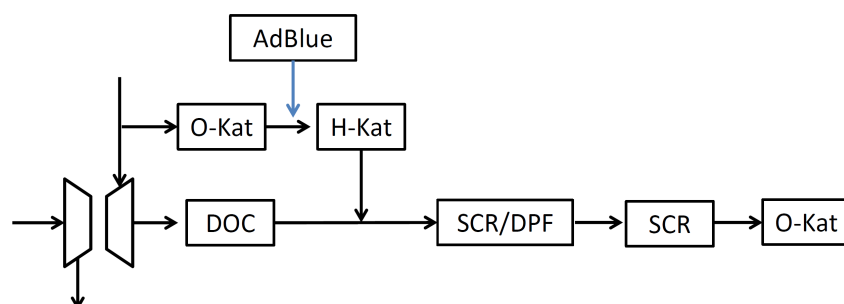 AdBlue
O-Kat
H-Kat
DOC
SCR/DPF
SCR
O-Kat